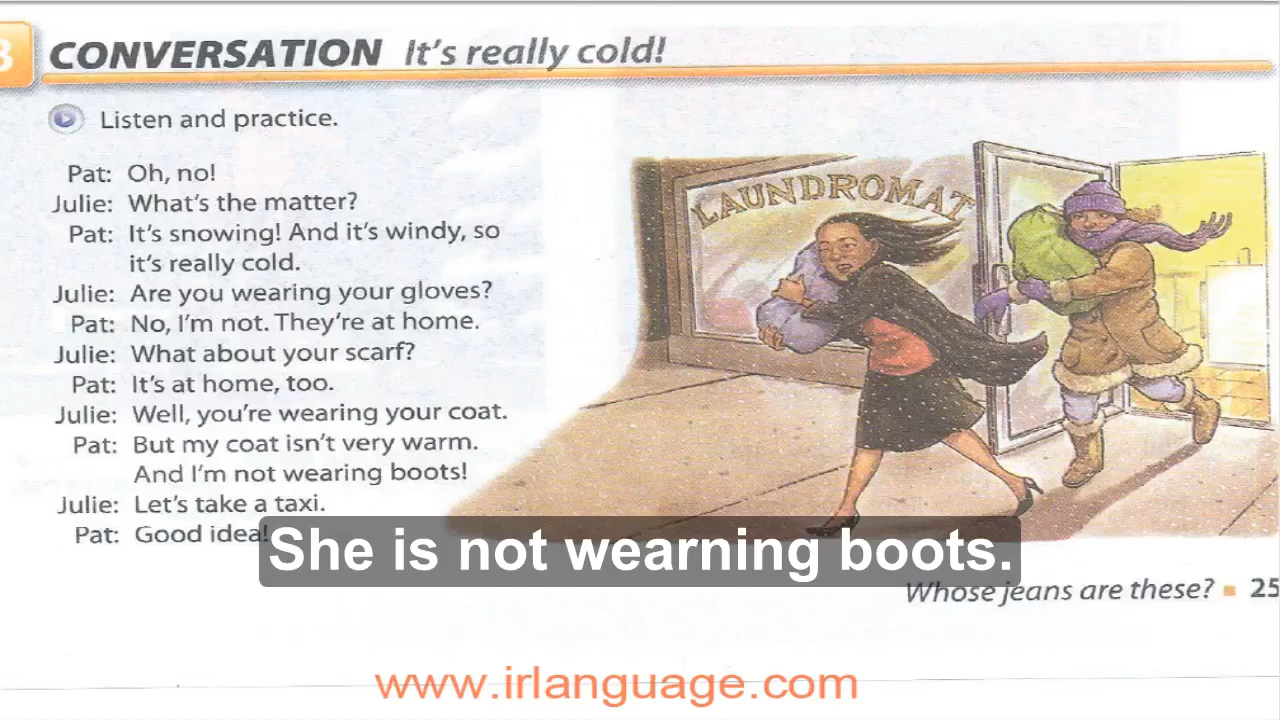 3 CONVERSATION It's really cold!
Listen and practice.
Pat: Oh, no!
Julie: What's the matter?
Pat: It's snowing! And it's windy, so
it's really cold.
Julie: Are you wearing your gloves?
Pat: No, I'm not. They're at home.
Julie: What about your scarf?
Pat: It's at home, too.
Julie: Well, you're wearing your coat.
Pat: But my coat isn't very warm.
And I'm not wearing boots!
Julie: Let's take a taxi.
Pat: Good idea!
LAUNDROMAT
She is not wearning boots.
Whose jeans are these? ■ 25
www.irlanguage.com